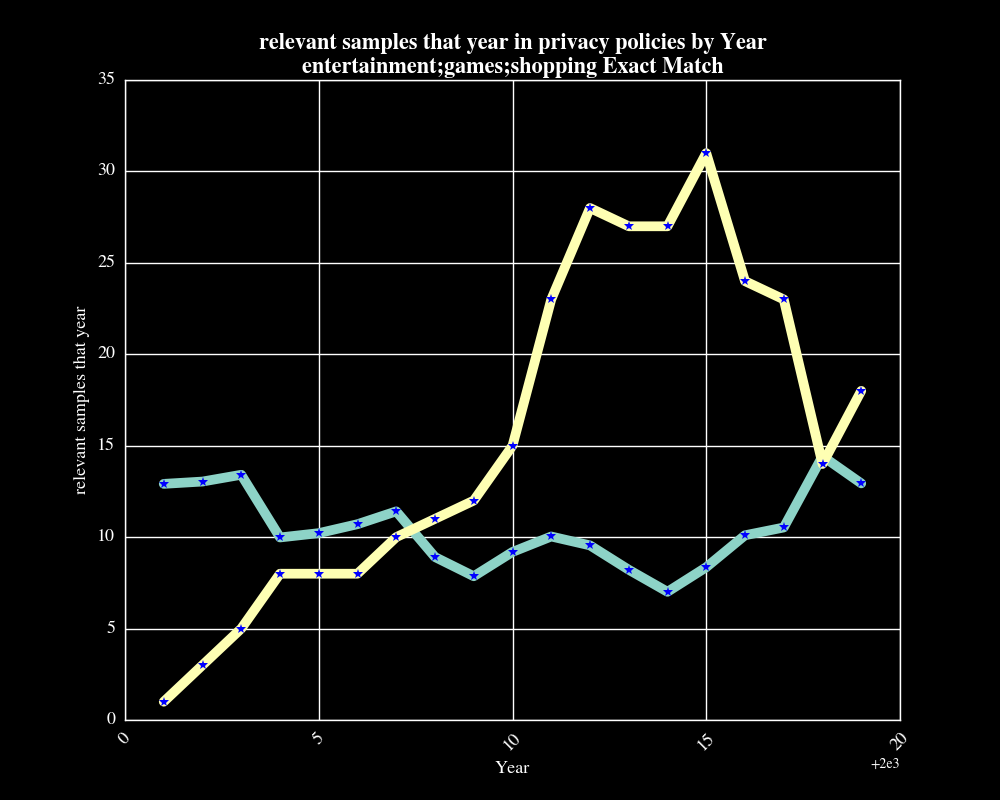 relevant samples that year in privacy policies by Year
entertainment;games;shopping Exact Match
35
30
25
20
15
10
5
0
relevant samples that year
0
5
10
15
20
+2e3
Year